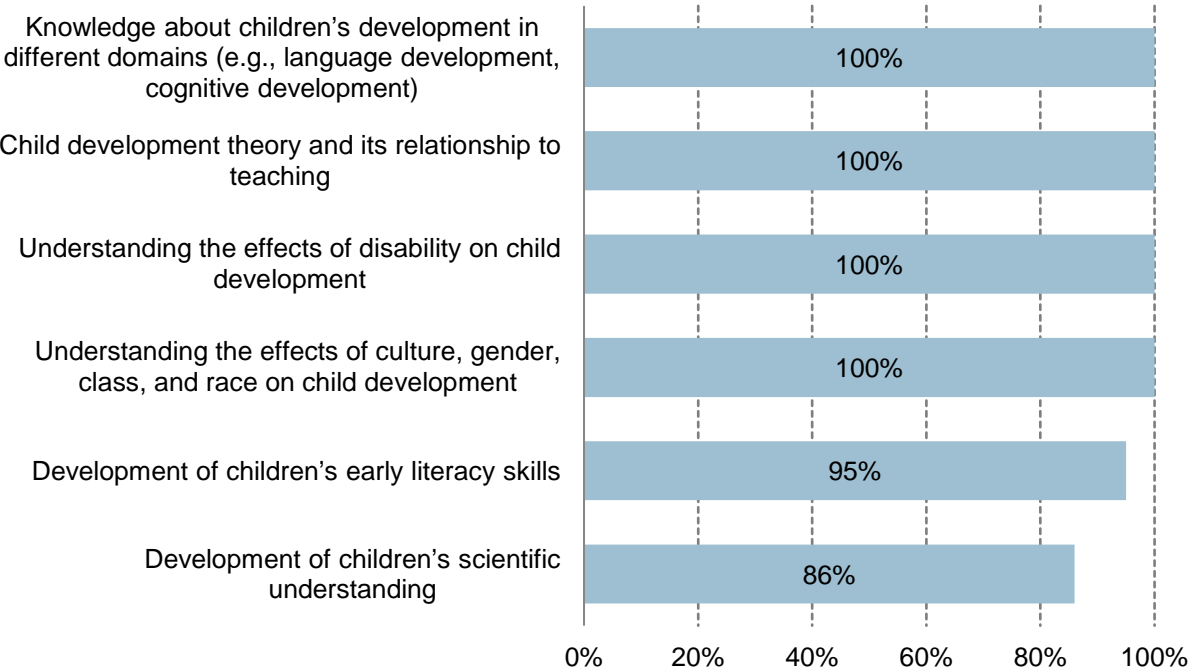 Knowledge about children’s development in
different domains (e.g., language development,
cognitive development)
100%
Child development theory and its relationship to
teaching
100%
Understanding the effects of disability on child
development
100%
Understanding the effects of culture, gender,
class, and race on child development
100%
Development of children’s early literacy skills
95%
Development of children’s scientific
understanding
86%
0% 20% 40% 60% 80% 100%